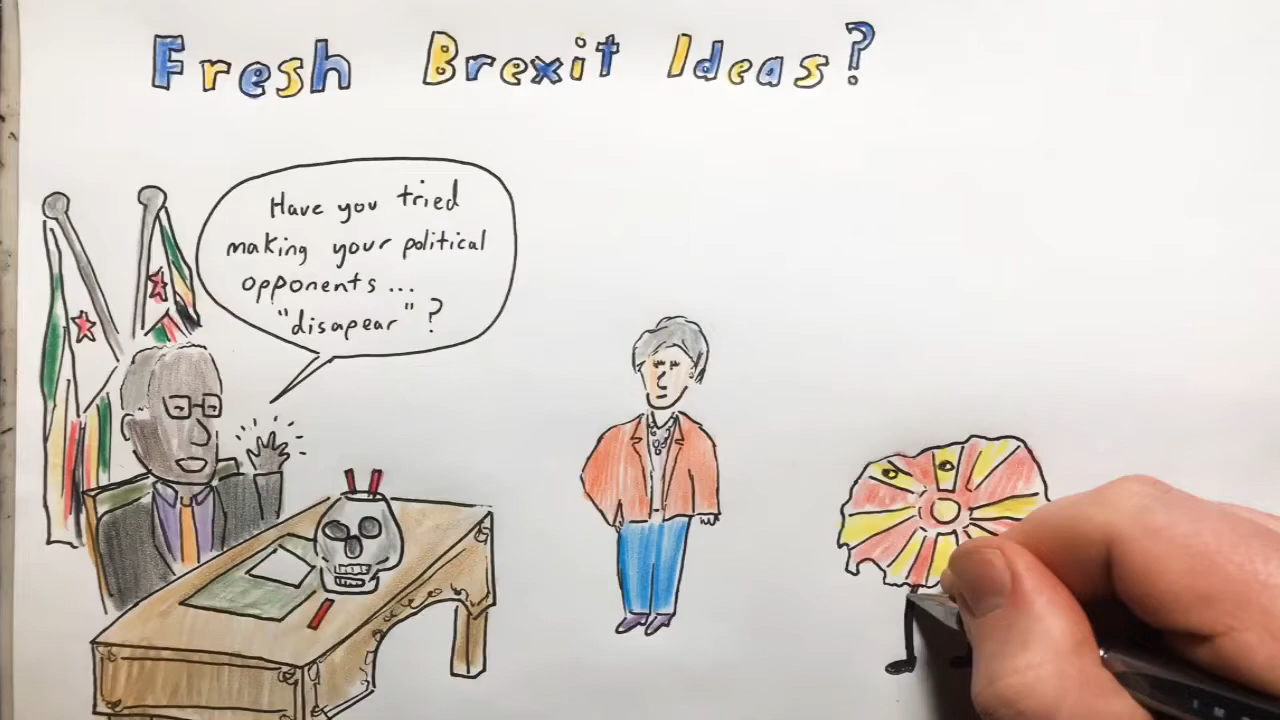 Fresh Brexit Ideas?
Have you tried
making your political
opponents...
"disapear"?